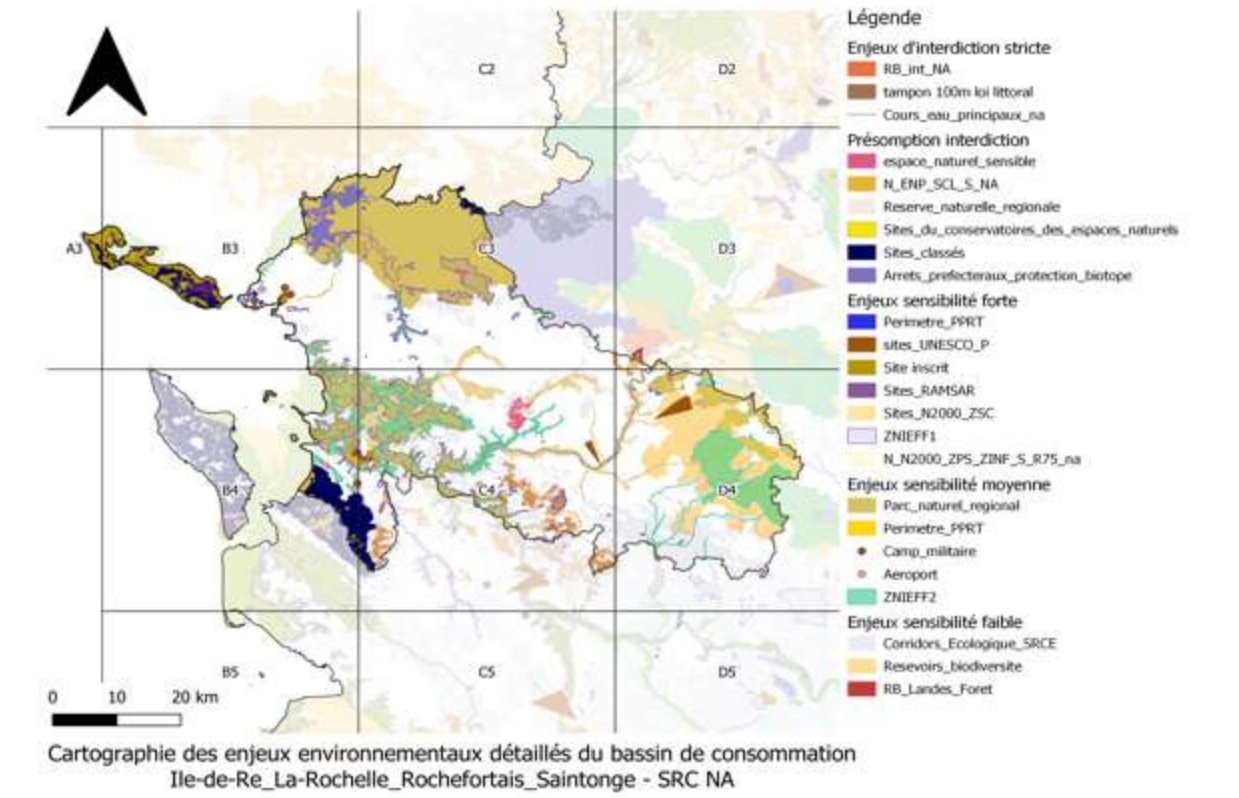 Légende
Enjeux d'interdiction stricte
RB_int_NA
tampon 100m loi littoral
Cours_eau_principaux_na
Présomption interdiction
espace_naturel_sensible
N_ENP_SCL_S_NA
Reserve_naturelle_regionale
Sites_du_conservatoires_des_espaces_naturels
Sites_classés
Arrets_prefecteraux_protection_biotope
Enjeux sensibilité forte
Perimetre_PPRT
sites_UNESCO_P
Site inscrit
Sites_RAMSAR
Sites_N2000_ZSC
ZNIEFF1
N_N2000_ZPS_ZINF_S_R75_na
Enjeux sensibilité moyenne
Parc_naturel_regional
Perimetre_PPRT
Camp_militaire
Aeroport
ZNIEFF2
Enjeux sensibilité faible
Corridors_Ecologique_SRCE
Resevoirs_biodiversite
RB_Landes_Foret
C2
D2
A3
B3
C3
D3
B4
C4
D4
B5
C5
D5
0 10 20 km
Cartographie des enjeux environnementaux détaillés du bassin de consommation
Ile-de-Re_La-Rochelle_Rochefortais_Saintonge - SRC NA